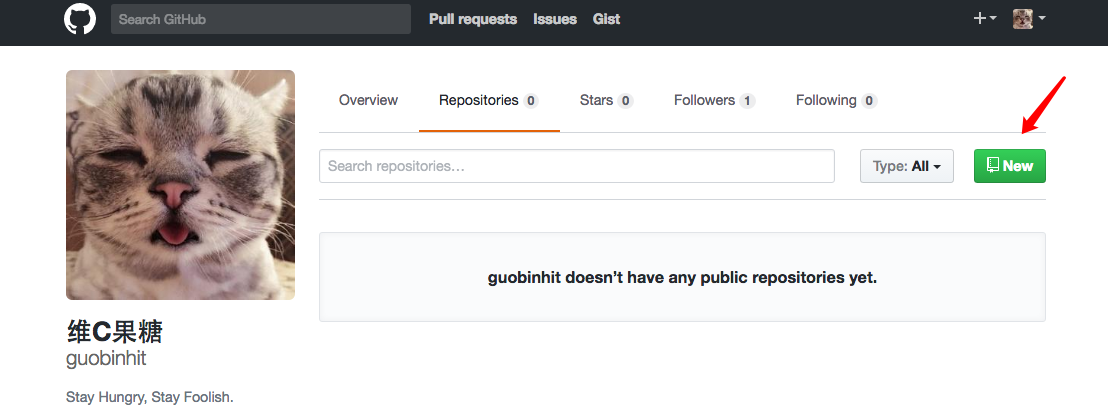 Search GitHub Pull requests Issues Gist
Overview Repositories 0 Stars 0 Followers 1 Following 0
Search repositories… Type: All New
guobinhit doesn’t have any public repositories yet.
维C果糖
guobinhit
Stay Hungry, Stay Foolish.